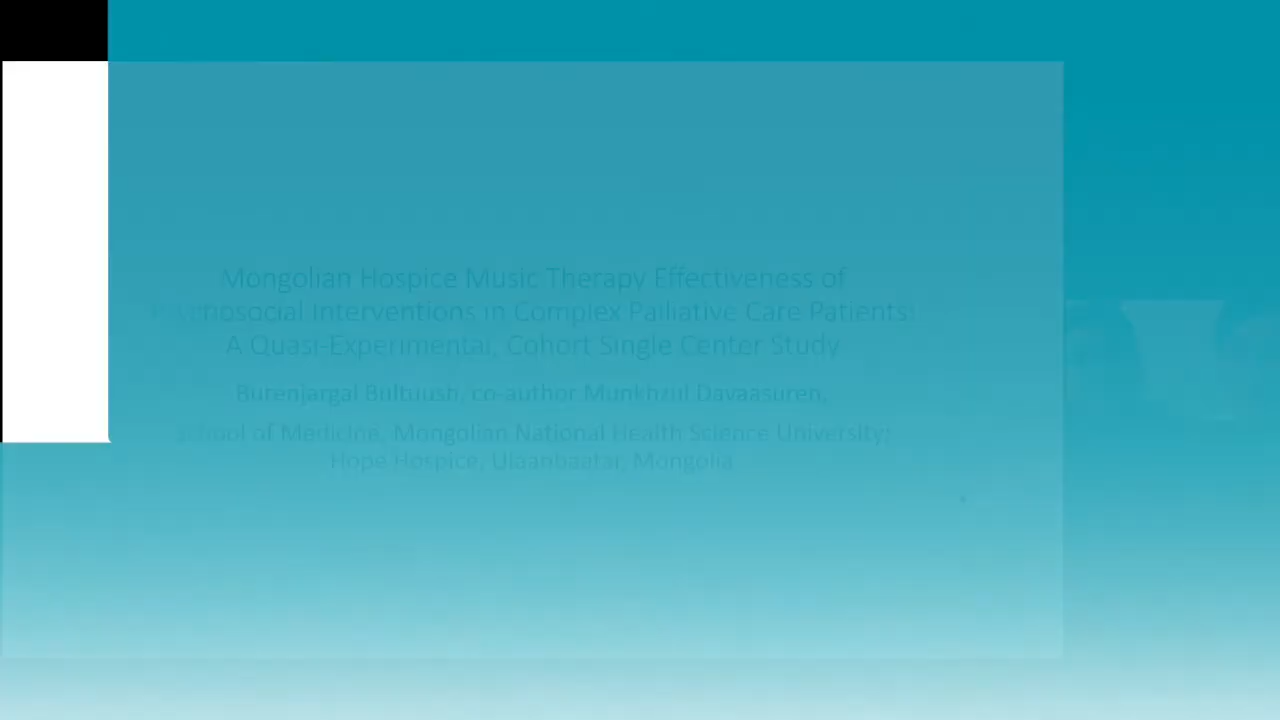 Mongolian Hospice Music Therapy Effectiveness of
Psychosocial Interventions in Complex Palliative Care Patients:
A Quasi-Experimental, Cohort Single Center Study
Burenjargal Bultuush, co-author Munkhzul Davaasuren,
School of Medicine, Mongolian National Health Science University;
Hope Hospice, Ulaanbaatar, Mongolia